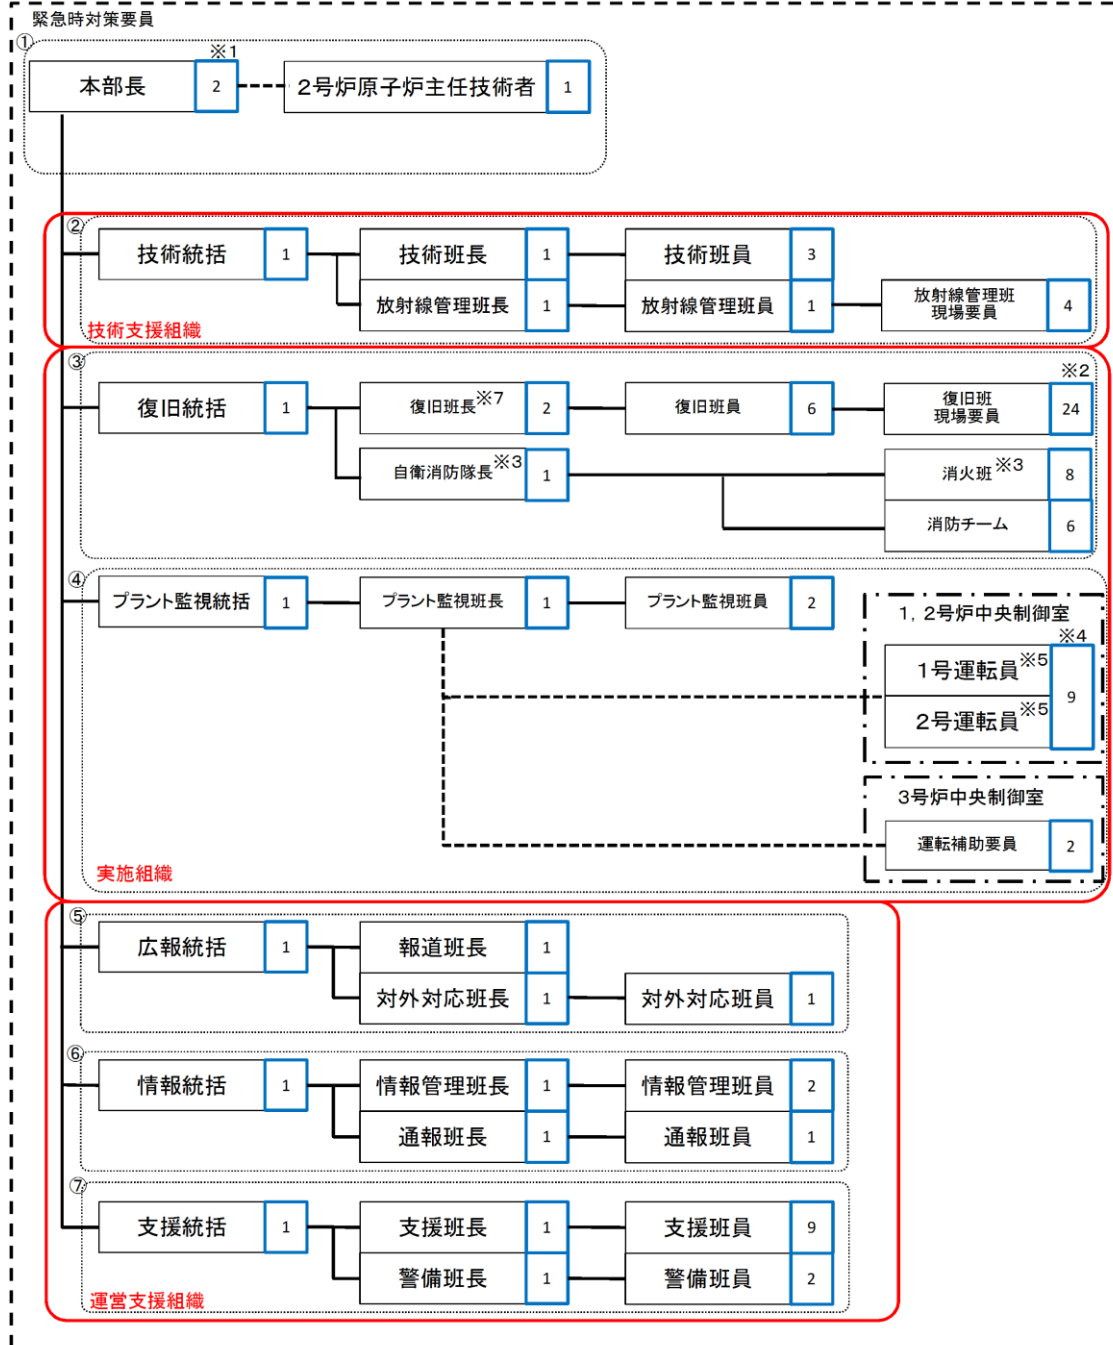 緊急時対策要員
①
※1
本部長 2
2号炉原子炉主任技術者 1
②
技術統括 1
技術班長 1
技術班員 3
放射線管理班長 1
放射線管理班員 1
放射線管理班
現場要員 4
技術支援組織
③
※2
復旧統括 1
復旧班長※7 2
復旧班員 6
復旧班
現場要員 24
自衛消防隊長※3 1
消火班※3 8
消防チーム 6
④
プラント監視統括 1
プラント監視班長 1
プラント監視班員 2
1，2号炉中央制御室
※4
1号運転員※5
9
2号運転員※5
3号炉中央制御室
運転補助要員 2
実施組織
⑤
広報統括 1
報道班長 1
対外対応班長 1
対外対応班員 1
⑥
情報統括 1
情報管理班長 1
情報管理班員 2
通報班長 1
通報班員 1
⑦
支援統括 1
支援班長 1
支援班員 9
警備班長 1
警備班員 2
運営支援組織